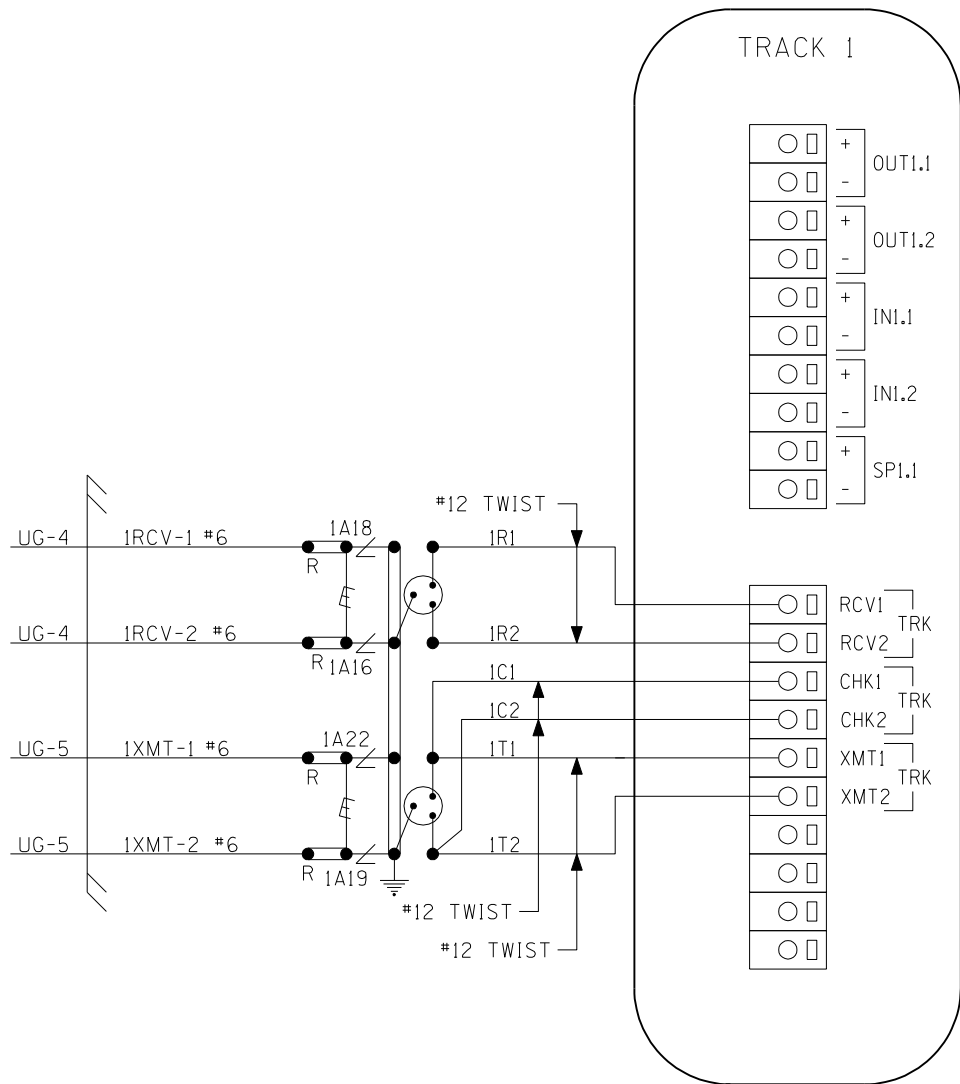 TRACK 1
+
OUT1.1
-
+
OUT1.2
-
+
IN1.1
-
+
IN1.2
-
+
SP1.1
-
#12 TWIST
UG-4 1RCV-1 #6 1A18 1R1
R
E
RCV1
TRK
UG-4 1RCV-2 #6 1R2 RCV2
R 1A16
1C1 CHK1
TRK
1C2 CHK2
UG-5 1XMT-1 #6 1A22 1T1 XMT1
R
TRK
E
XMT2
UG-5 1XMT-2 #6 1T2
R 1A19
#12 TWIST
#12 TWIST